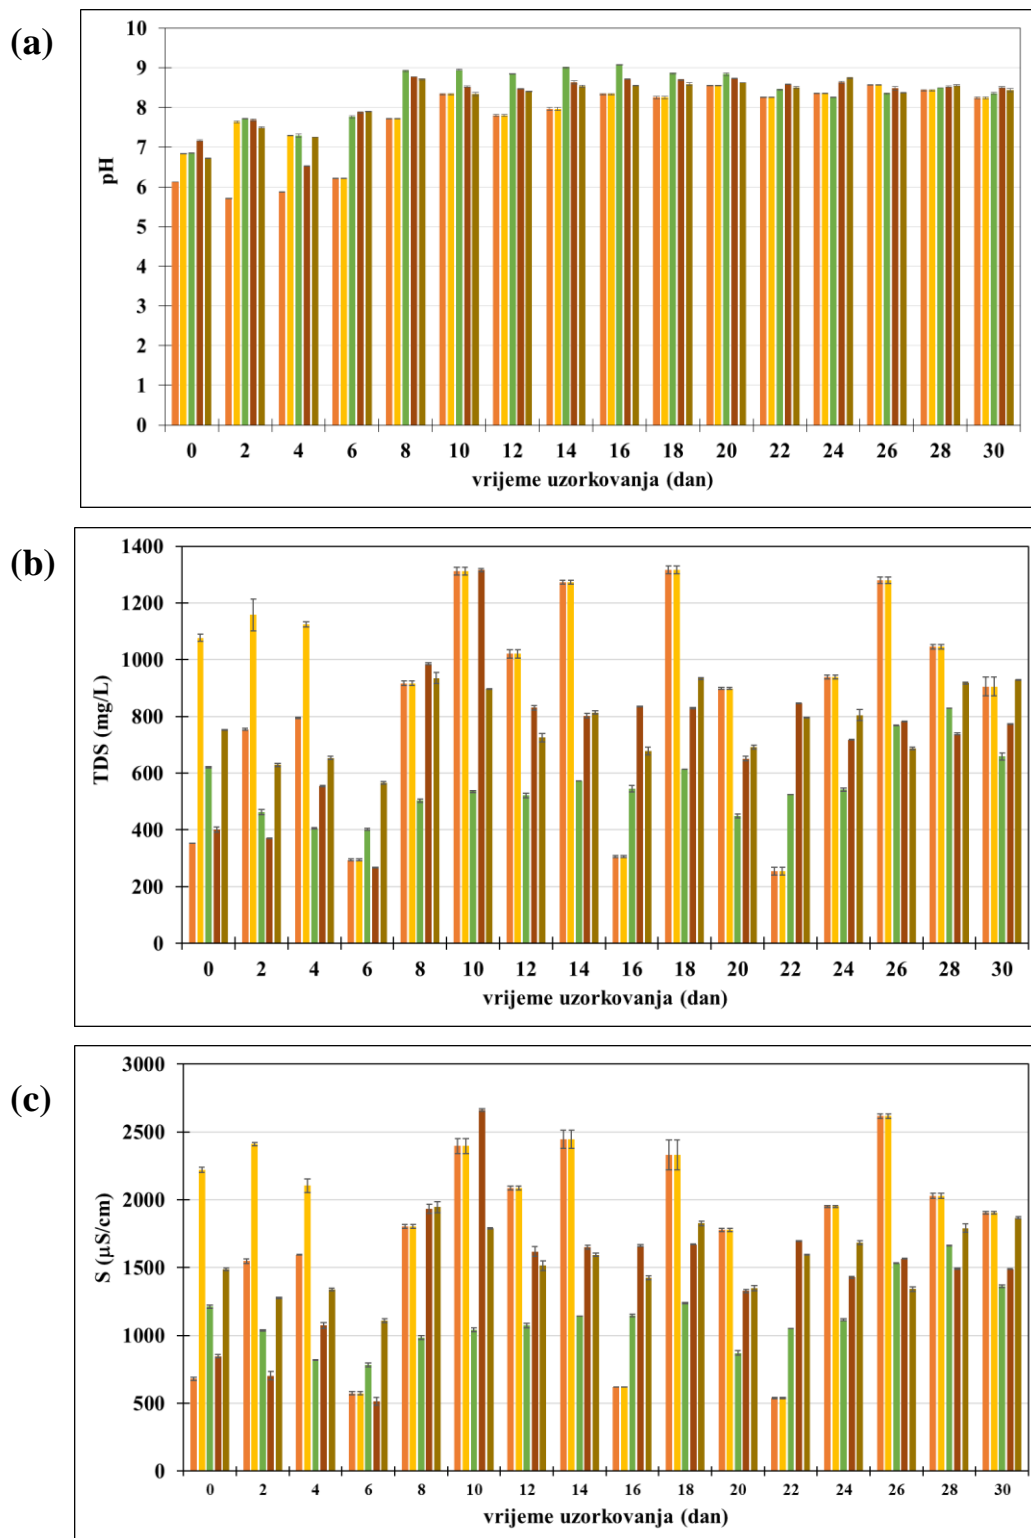 (a)
10
9
8
7
6
5
4
3
2
1
0
pH
0 2 4 6 8 10 12 14 16 18 20 22 24 26 28 30
vrijeme uzorkovanja (dan)
(b)
1400
1200
1000
800
600
400
200
0
TDS (mg/L)
0 2 4 6 8 10 12 14 16 18 20 22 24 26 28 30
vrijeme uzorkovanja (dan)
(c)
3000
2500
2000
1500
1000
500
0
S (µS/cm)
0 2 4 6 8 10 12 14 16 18 20 22 24 26 28 30
vrijeme uzorkovanja (dan)